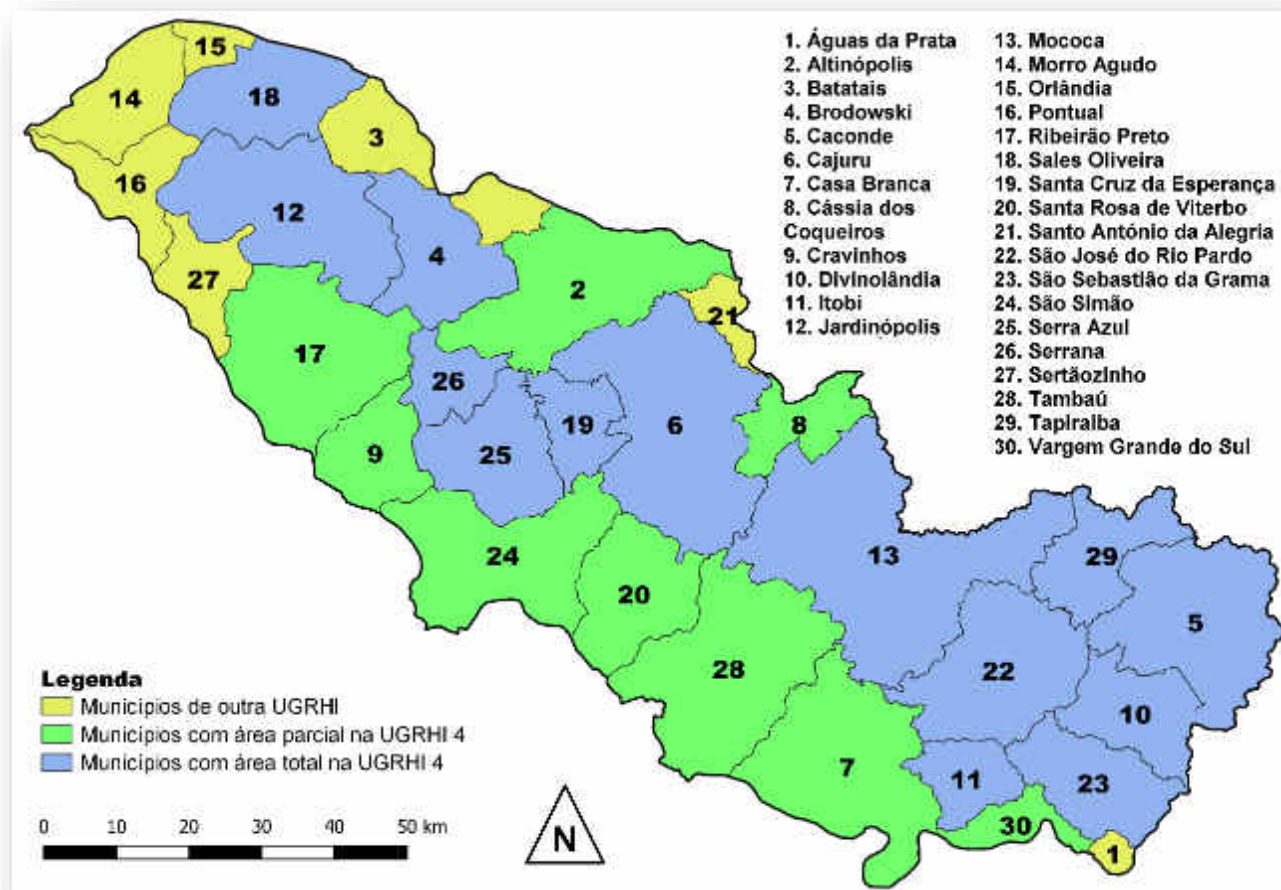 1. Águas da Prata
2. Altinópolis
3. Batatais
4. Brodowski
5. Caconde
6. Cajuru
7. Casa Branca
8. Cássia dos
Coqueiros
9. Cravinhos
10. Divinolândia
11. Itobi
12. Jardinópolis
13. Mococa
14. Morro Agudo
15. Orlândia
16. Pontual
17. Ribeirão Preto
18. Sales Oliveira
19. Santa Cruz da Esperança
20. Santa Rosa de Viterbo
21. Santo António da Alegria
22. São José do Rio Pardo
23. São Sebastião da Grama
24. São Simão
25. Serra Azul
26. Serrana
27. Sertãozinho
28. Tambaú
29. Tapiraiba
30. Vargem Grande do Sul
15
14
18
3
16
12
4
27
2
21
17
26
19
6
8
9
25
24
13
29
20
5
28
22
10
7
11
23
30
1
Legenda
Municípios de outra UGRHI
Municípios com área parcial na UGRHI 4
Municípios com área total na UGRHI 4
0 10 20 30 40 50 km
N